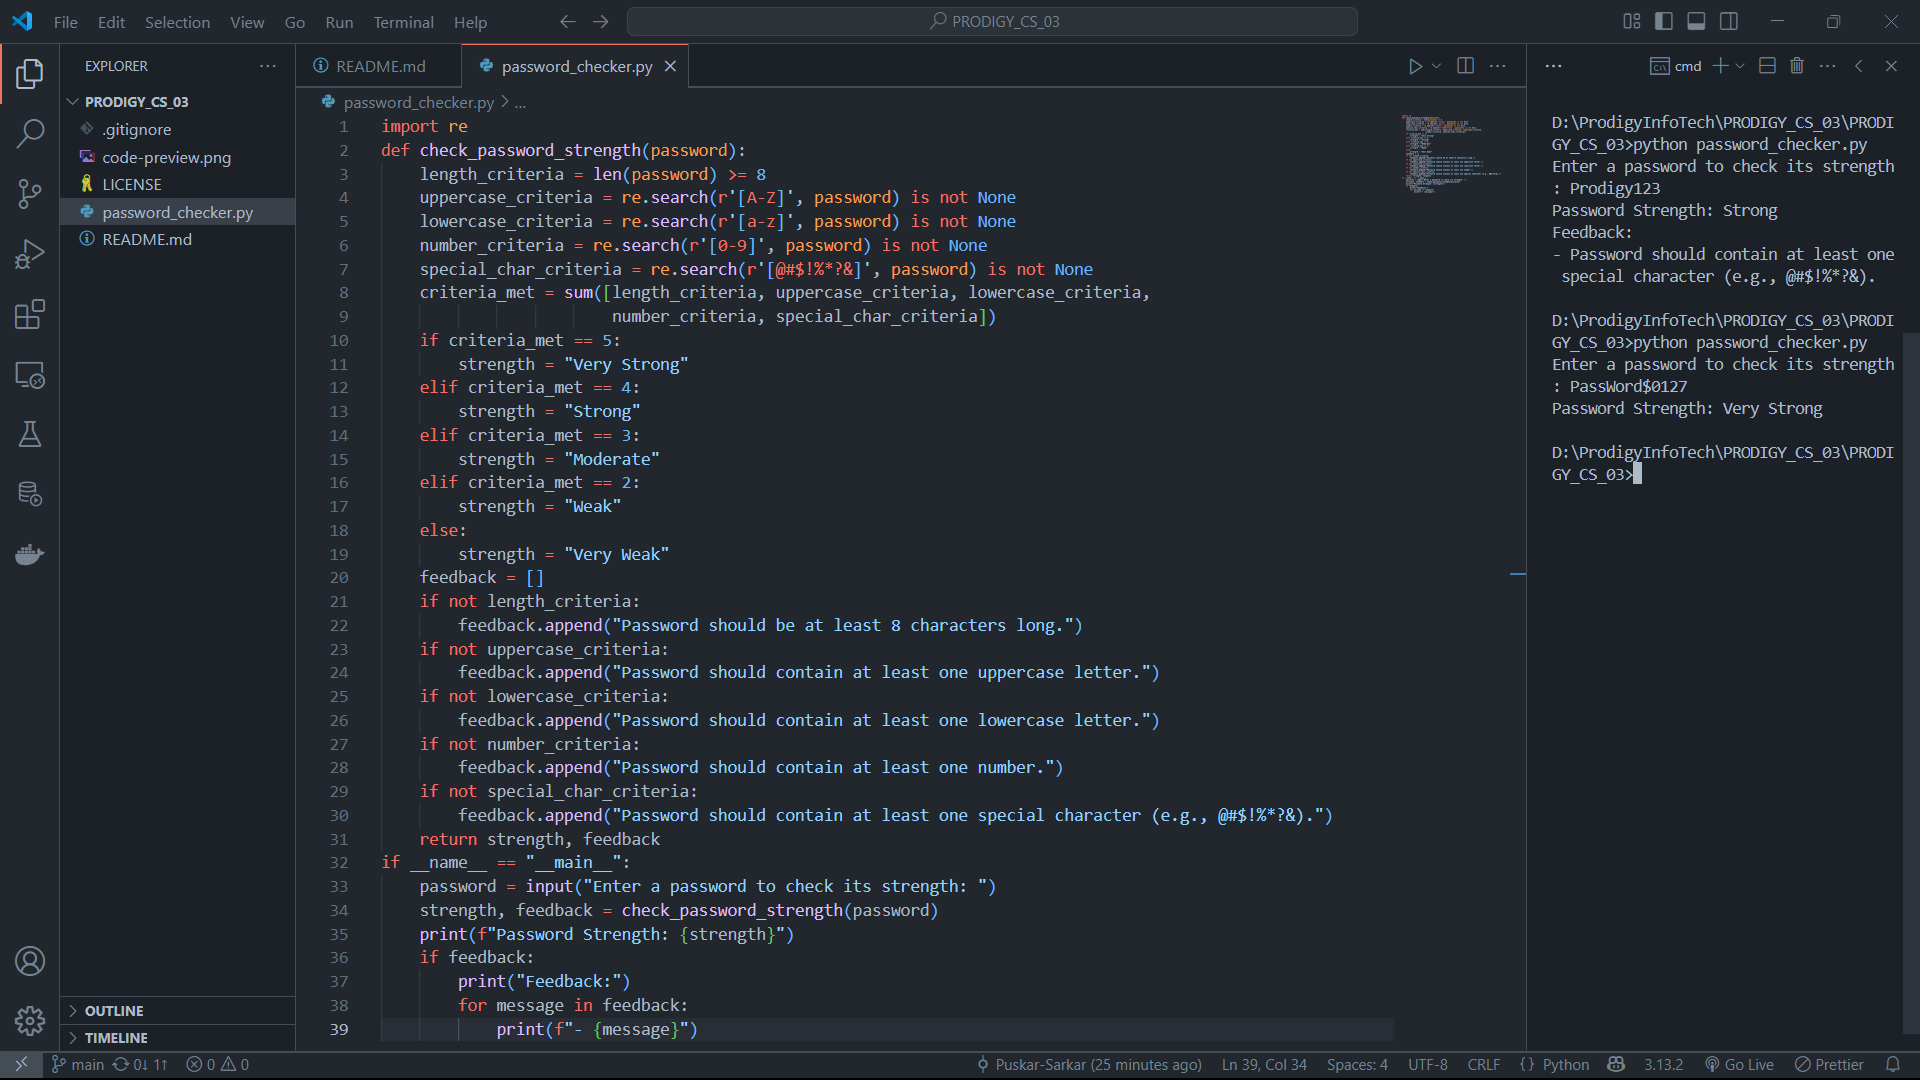 File Edit Selection View Go Run Terminal Help PRODIGY_CS_03
EXPLORER
PRODIGY_CS_03
.gitignore
code-preview.png
LICENSE
password_checker.py
README.md
OUTLINE
TIMELINE
README.md password_checker.py
password_checker.py > ...
1 import re
2 def check_password_strength(password):
3     length_criteria = len(password) >= 8
4     uppercase_criteria = re.search(r'[A-Z]', password) is not None
5     lowercase_criteria = re.search(r'[a-z]', password) is not None
6     number_criteria = re.search(r'[0-9]', password) is not None
7     special_char_criteria = re.search(r'[@#$!%*?&]', password) is not None
8     criteria_met = sum([length_criteria, uppercase_criteria, lowercase_criteria,
9                         number_criteria, special_char_criteria])
10     if criteria_met == 5:
11         strength = "Very Strong"
12     elif criteria_met == 4:
13         strength = "Strong"
14     elif criteria_met == 3:
15         strength = "Moderate"
16     elif criteria_met == 2:
17         strength = "Weak"
18     else:
19         strength = "Very Weak"
20     feedback = []
21     if not length_criteria:
22         feedback.append("Password should be at least 8 characters long.")
23     if not uppercase_criteria:
24         feedback.append("Password should contain at least one uppercase letter.")
25     if not lowercase_criteria:
26         feedback.append("Password should contain at least one lowercase letter.")
27     if not number_criteria:
28         feedback.append("Password should contain at least one number.")
29     if not special_char_criteria:
30         feedback.append("Password should contain at least one special character (e.g., @#$!%*?&).")
31     return strength, feedback
32 if __name__ == "__main__":
33     password = input("Enter a password to check its strength: ")
34     strength, feedback = check_password_strength(password)
35     print(f"Password Strength: {strength}")
36     if feedback:
37         print("Feedback:")
38         for message in feedback:
39             print(f"- {message}")
cmd
D:\ProdigyInfoTech\PRODIGY_CS_03\PRODI
GY_CS_03>python password_checker.py
Enter a password to check its strength
: Prodigy123
Password Strength: Strong
Feedback:
- Password should contain at least one
 special character (e.g., @#$!%*?&).
D:\ProdigyInfoTech\PRODIGY_CS_03\PRODI
GY_CS_03>python password_checker.py
Enter a password to check its strength
: PassWord$0127
Password Strength: Very Strong
D:\ProdigyInfoTech\PRODIGY_CS_03\PRODI
GY_CS_03>
main 0↓ 1↑ 0 0 Puskar-Sarkar (25 minutes ago) Ln 39, Col 34 Spaces: 4 UTF-8 CRLF {} Python 3.13.2 Go Live Prettier